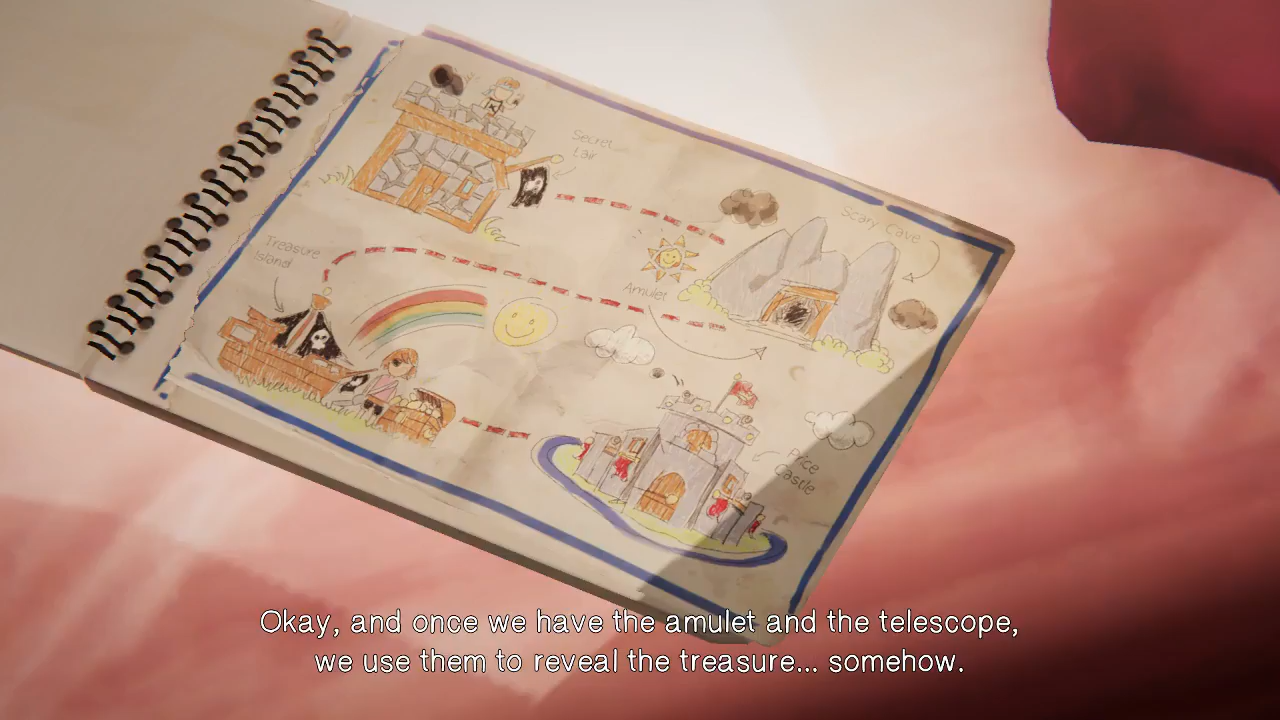 Secret
Lair
Scary Cave
Treasure
Island
Amulet
Price
Castle
Okay, and once we have the amulet and the telescope,
we use them to reveal the treasure... somehow.